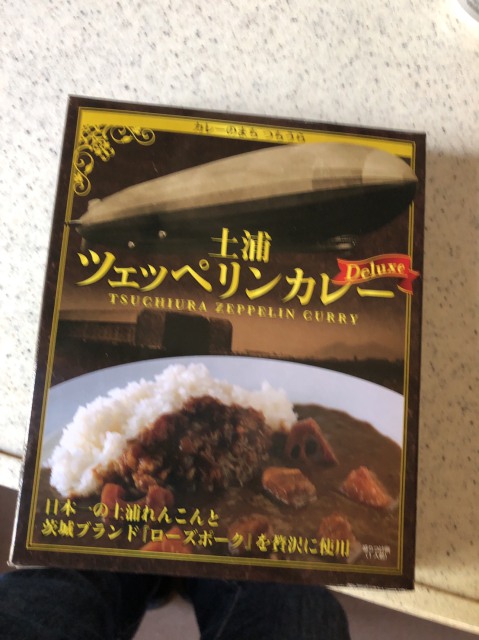 カレーのまち つちうら
土浦
ツェッペリンカレー
Deluxe
TSUCHIURA ZEPPELIN CURRY
日本一の土浦れんこんと
茨城ブランド「ローズポーク」を贅沢に使用